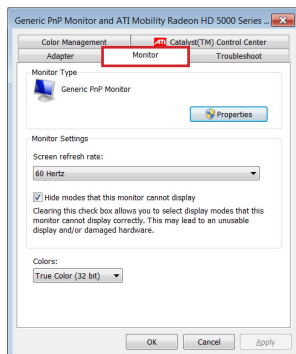 Generic PnP Monitor and ATI Mobility Radeon HD 5000 Series ...
Color Management
ATI Catalyst(TM) Control Center
Adapter
Monitor
Troubleshoot
Monitor Type
Generic PnP Monitor
Properties
Monitor Settings
Screen refresh rate:
60 Hertz
Hide modes that this monitor cannot display
Clearing this check box allows you to select display modes that this
monitor cannot display correctly. This may lead to an unusable
display and/or damaged hardware.
Colors:
True Color (32 bit)
OK
Cancel
Apply